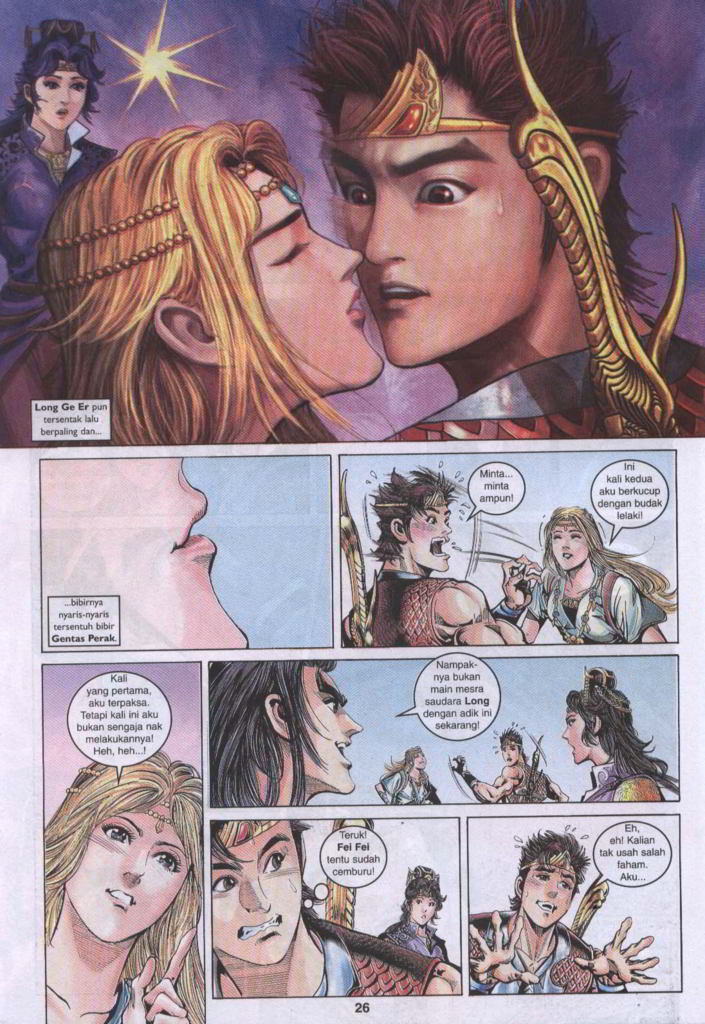 Long Ge Er pun
tersentak lalu
berpaling dan...
...bibirnya
nyaris-nyaris
tersentuh bibir
Gentas Perak.
Minta...
minta
ampun!
Ini
kali kedua
aku berkucup
dengan budak
lelaki!
Kali
yang pertama,
aku terpaksa.
Tetapi kali ini aku
bukan sengaja nak
melakukannya!
Heh, heh...!
Nampak-
nya bukan
main mesra
saudara Long
dengan adik ini
sekarang!
Teruk!
Fei Fei
tentu sudah
cemburu!
Eh,
eh! Kalian
tak usah salah
faham.
Aku...
26